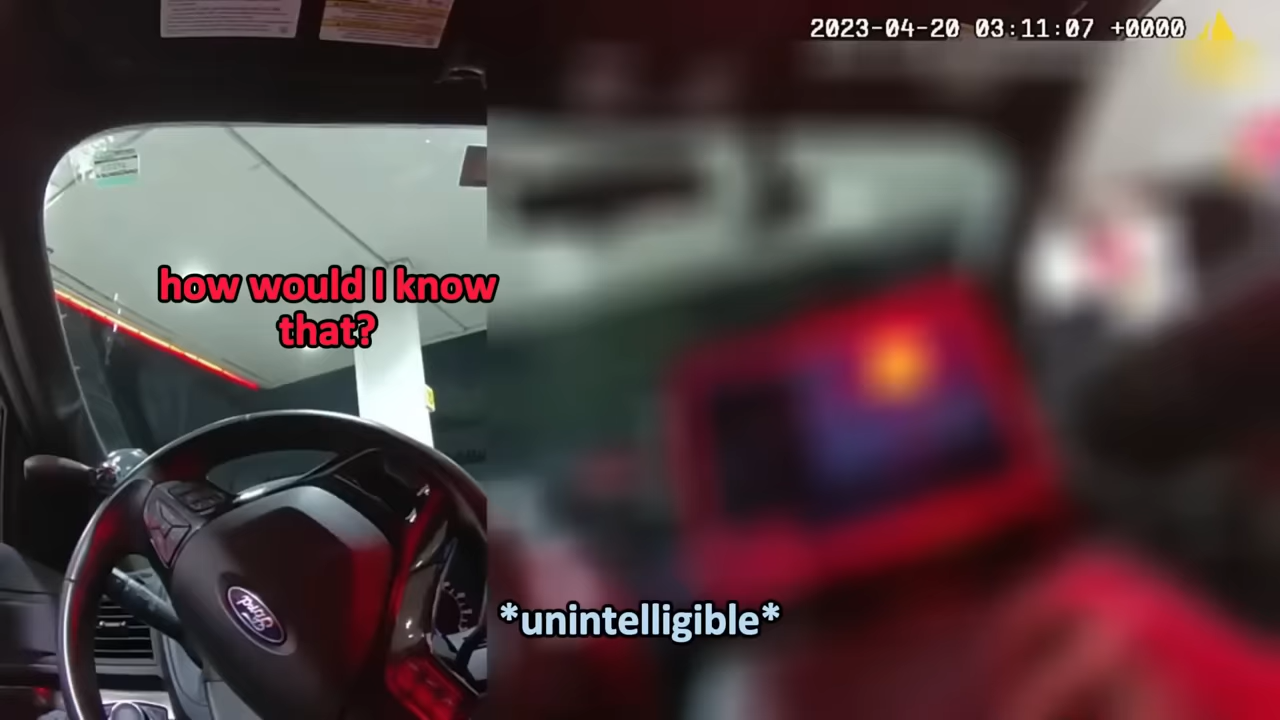 2023-04-20 03:11:07 +0000
how would I know
that?
Ford
*unintelligible*